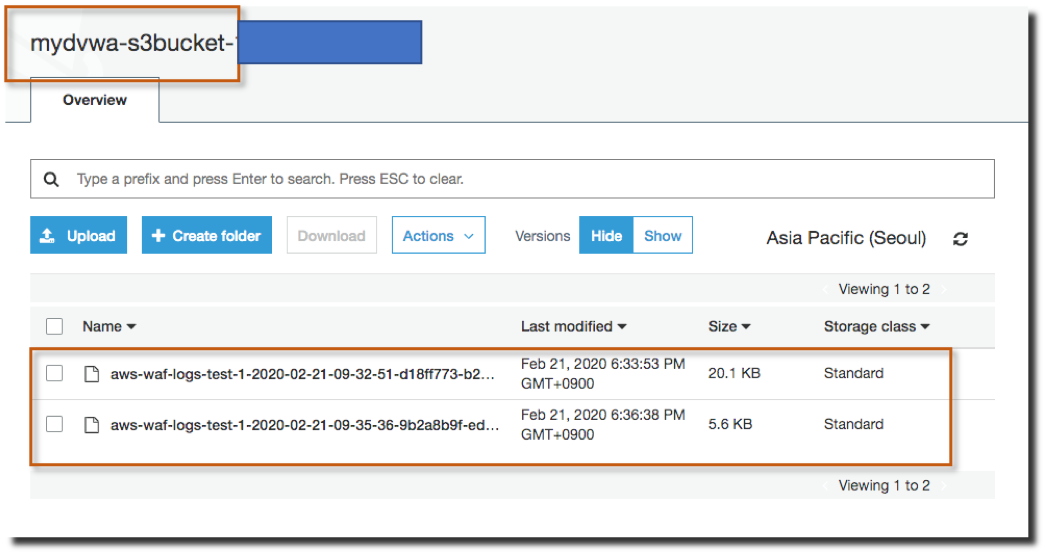 mydvwa-s3bucket-
Overview
Type a prefix and press Enter to search. Press ESC to clear.
Upload Create folder Download Actions Versions Hide Show Asia Pacific (Seoul)
Viewing 1 to 2
Name Last modified Size Storage class
aws-waf-logs-test-1-2020-02-21-09-32-51-d18ff773-b2... Feb 21, 2020 6:33:53 PM 20.1 KB Standard
GMT+0900
aws-waf-logs-test-1-2020-02-21-09-35-36-9b2a8b9f-ed... Feb 21, 2020 6:36:38 PM 5.6 KB Standard
GMT+0900
Viewing 1 to 2